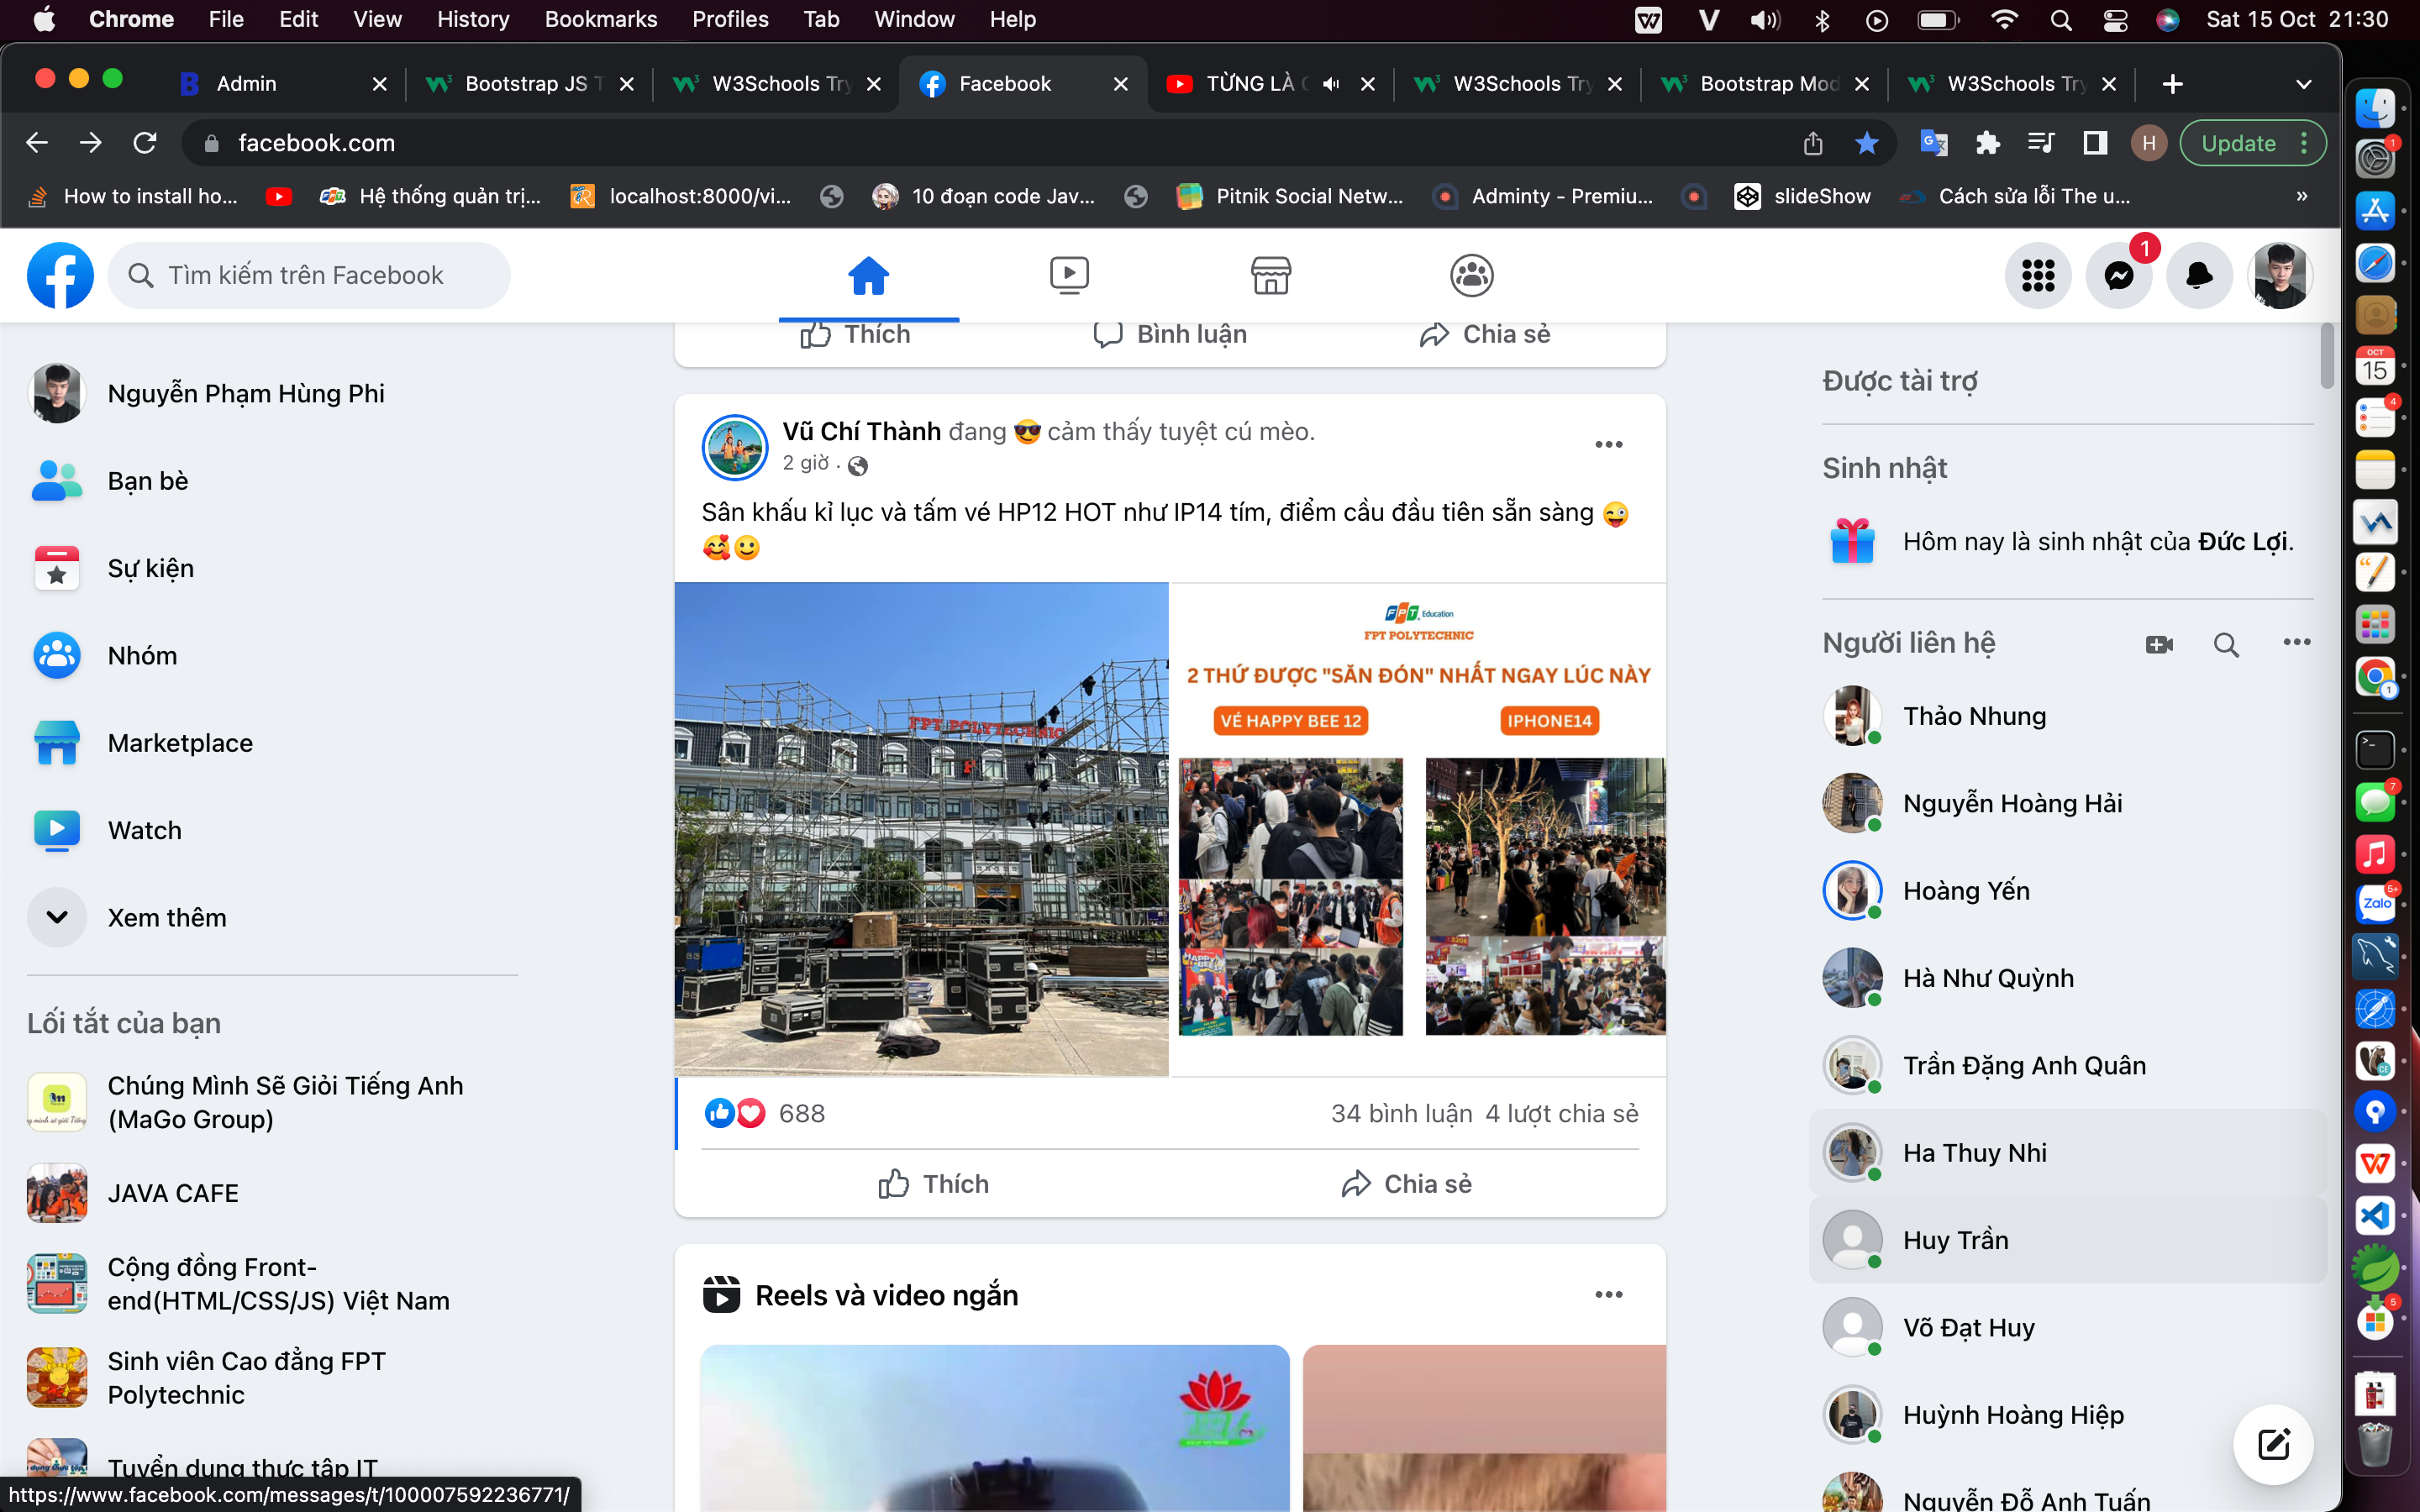 Chrome File Edit View History Bookmarks Profiles Tab Window Help
Sat 15 Oct 21:30
Admin
Bootstrap JS T
W3Schools Try
Facebook
TỪNG LÀ
W3Schools Try
Bootstrap Mod
W3Schools Try
facebook.com
H
Update
How to install ho...
Hệ thống quản trị...
localhost:8000/vi...
10 đoạn code Jav...
Pitnik Social Netw...
Adminty - Premiu...
slideShow
Cách sửa lỗi The u...
»
Tìm kiếm trên Facebook
1
Nguyễn Phạm Hùng Phi
Bạn bè
Sự kiện
Nhóm
Marketplace
Watch
Xem thêm
Lối tắt của bạn
Chúng Mình Sẽ Giỏi Tiếng Anh
(MaGo Group)
JAVA CAFE
Cộng đồng Front-
end(HTML/CSS/JS) Việt Nam
Sinh viên Cao đẳng FPT
Polytechnic
Tuyển dụng thực tập IT
https://www.facebook.com/messages/t/100007592236771/
Thích Bình luận Chia sẻ
Vũ Chí Thành đang 😎 cảm thấy tuyệt cú mèo.
2 giờ ·
Sân khấu kỉ lục và tấm vé HP12 HOT như IP14 tím, điểm cầu đầu tiên sẵn sàng 😜
🥰🙂
FPT POLYTECHNIC
FPT Education
FPT POLYTECHNIC
2 THỨ ĐƯỢC "SĂN ĐÓN" NHẤT NGAY LÚC NÀY
VÉ HAPPY BEE 12
IPHONE14
688
34 bình luận 4 lượt chia sẻ
Thích Chia sẻ
Reels và video ngắn
Được tài trợ
Sinh nhật
Hôm nay là sinh nhật của Đức Lợi.
Người liên hệ
Thảo Nhung
Nguyễn Hoàng Hải
Hoàng Yến
Hà Như Quỳnh
Trần Đặng Anh Quân
Ha Thuy Nhi
Huy Trần
Võ Đạt Huy
Huỳnh Hoàng Hiệp
Nguyễn Đỗ Anh Tuấn
1
OCT
15
4
1
7
5+
Zalo
5